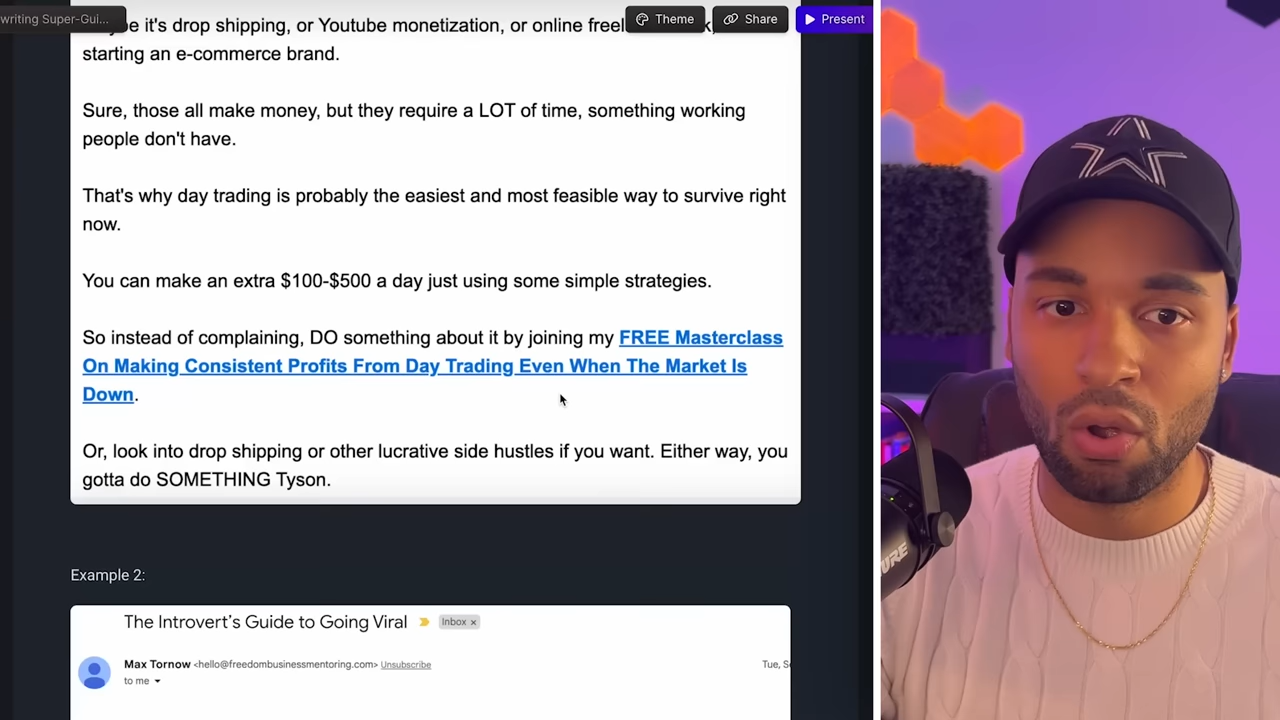 writing Super-Gui...
Theme
Share
Present
be it's drop shipping, or Youtube monetization, or online
starting an e-commerce brand.
Sure, those all make money, but they require a LOT of time, something working
people don't have.
That's why day trading is probably the easiest and most feasible way to survive right
now.
You can make an extra $100-$500 a day just using some simple strategies.
So instead of complaining, DO something about it by joining my FREE Masterclass
On Making Consistent Profits From Day Trading Even When The Market Is
Down.
Or, look into drop shipping or other lucrative side hustles if you want. Either way, you
gotta do SOMETHING Tyson.
Example 2:
The Introvert's Guide to Going Viral
Inbox x
Max Tornow <hello@freedombusinessmentoring.com> Unsubscribe
Tue, S
to me